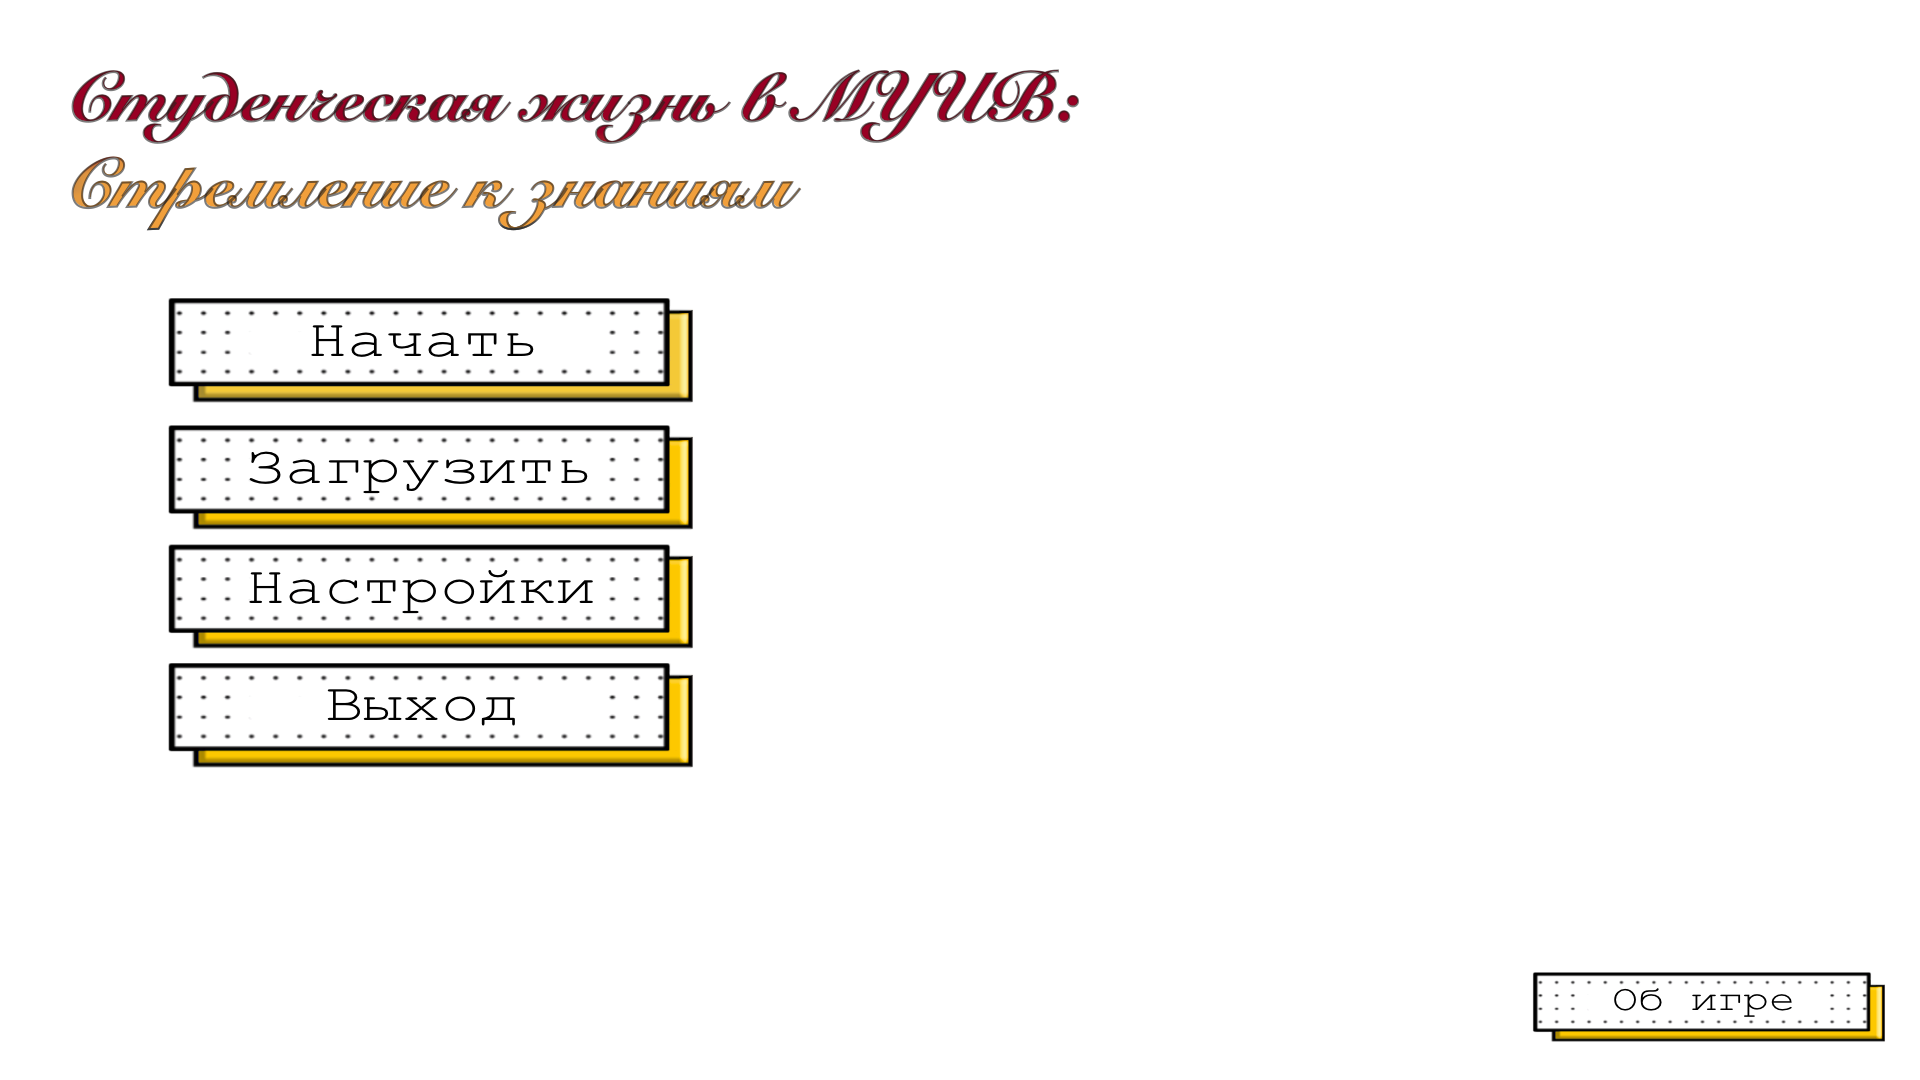 Студенческая жизнь в МУИВ:
Стремление к знаниям
Начать
Загрузить
Настройки
Выход
Об игре